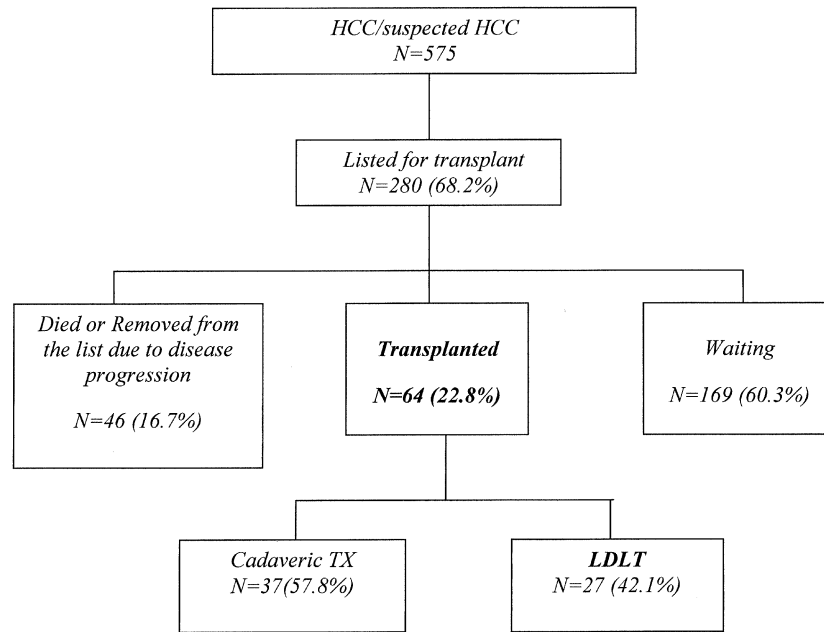 HCC/suspected HCC
N=575
Listed for transplant
N=280 (68.2%)
Died or Removed from
the list due to disease
progression
N=46 (16.7%)
Transplanted
N=64 (22.8%)
Waiting
N=169 (60.3%)
Cadaveric TX
N=37(57.8%)
LDLT
N=27 (42.1%)